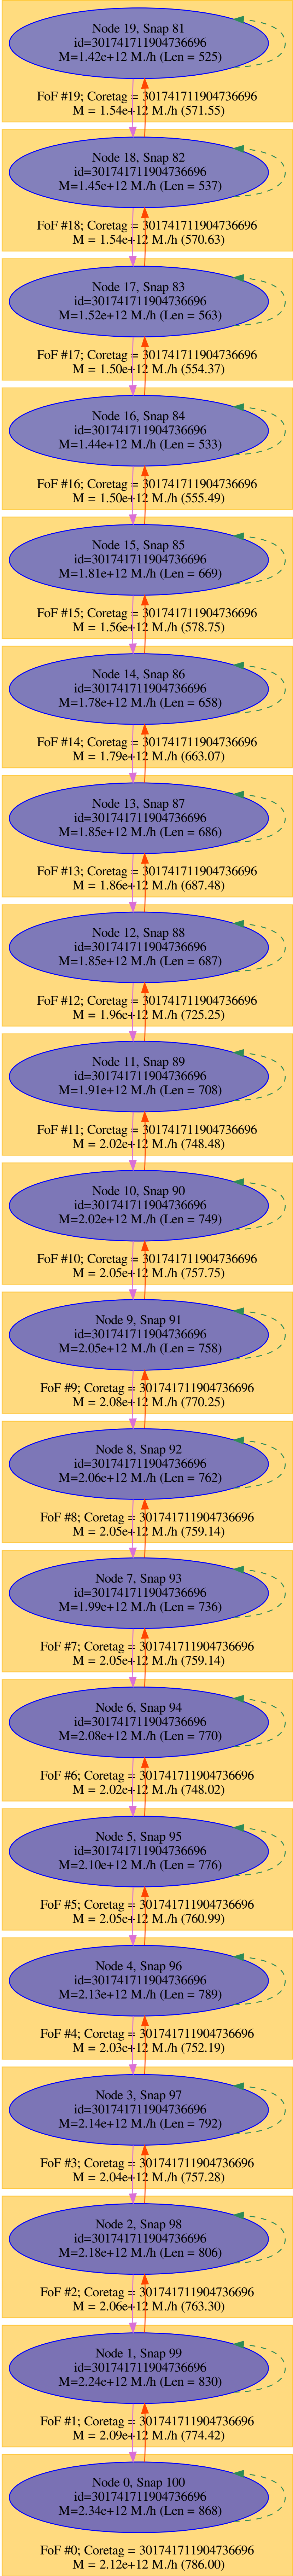 Node 19, Snap 81
id=301741711904736696
M=1.42e+12 M./h (Len = 525)
FoF #19; Coretag = 301741711904736696
M = 1.54e+12 M./h (571.55)
Node 18, Snap 82
id=301741711904736696
M=1.45e+12 M./h (Len = 537)
FoF #18; Coretag = 301741711904736696
M = 1.54e+12 M./h (570.63)
Node 17, Snap 83
id=301741711904736696
M=1.52e+12 M./h (Len = 563)
FoF #17; Coretag = 301741711904736696
M = 1.50e+12 M./h (554.37)
Node 16, Snap 84
id=301741711904736696
M=1.44e+12 M./h (Len = 533)
FoF #16; Coretag = 301741711904736696
M = 1.50e+12 M./h (555.49)
Node 15, Snap 85
id=301741711904736696
M=1.81e+12 M./h (Len = 669)
FoF #15; Coretag = 301741711904736696
M = 1.56e+12 M./h (578.75)
Node 14, Snap 86
id=301741711904736696
M=1.78e+12 M./h (Len = 658)
FoF #14; Coretag = 301741711904736696
M = 1.79e+12 M./h (663.07)
Node 13, Snap 87
id=301741711904736696
M=1.85e+12 M./h (Len = 686)
FoF #13; Coretag = 301741711904736696
M = 1.86e+12 M./h (687.48)
Node 12, Snap 88
id=301741711904736696
M=1.85e+12 M./h (Len = 687)
FoF #12; Coretag = 301741711904736696
M = 1.96e+12 M./h (725.25)
Node 11, Snap 89
id=301741711904736696
M=1.91e+12 M./h (Len = 708)
FoF #11; Coretag = 301741711904736696
M = 2.02e+12 M./h (748.48)
Node 10, Snap 90
id=301741711904736696
M=2.02e+12 M./h (Len = 749)
FoF #10; Coretag = 301741711904736696
M = 2.05e+12 M./h (757.75)
Node 9, Snap 91
id=301741711904736696
M=2.05e+12 M./h (Len = 758)
FoF #9; Coretag = 301741711904736696
M = 2.08e+12 M./h (770.25)
Node 8, Snap 92
id=301741711904736696
M=2.06e+12 M./h (Len = 762)
FoF #8; Coretag = 301741711904736696
M = 2.05e+12 M./h (759.14)
Node 7, Snap 93
id=301741711904736696
M=1.99e+12 M./h (Len = 736)
FoF #7; Coretag = 301741711904736696
M = 2.05e+12 M./h (759.14)
Node 6, Snap 94
id=301741711904736696
M=2.08e+12 M./h (Len = 770)
FoF #6; Coretag = 301741711904736696
M = 2.02e+12 M./h (748.02)
Node 5, Snap 95
id=301741711904736696
M=2.10e+12 M./h (Len = 776)
FoF #5; Coretag = 301741711904736696
M = 2.05e+12 M./h (760.99)
Node 4, Snap 96
id=301741711904736696
M=2.13e+12 M./h (Len = 789)
FoF #4; Coretag = 301741711904736696
M = 2.03e+12 M./h (752.19)
Node 3, Snap 97
id=301741711904736696
M=2.14e+12 M./h (Len = 792)
FoF #3; Coretag = 301741711904736696
M = 2.04e+12 M./h (757.28)
Node 2, Snap 98
id=301741711904736696
M=2.18e+12 M./h (Len = 806)
FoF #2; Coretag = 301741711904736696
M = 2.06e+12 M./h (763.30)
Node 1, Snap 99
id=301741711904736696
M=2.24e+12 M./h (Len = 830)
FoF #1; Coretag = 301741711904736696
M = 2.09e+12 M./h (774.42)
Node 0, Snap 100
id=301741711904736696
M=2.34e+12 M./h (Len = 868)
FoF #0; Coretag = 301741711904736696
M = 2.12e+12 M./h (786.00)